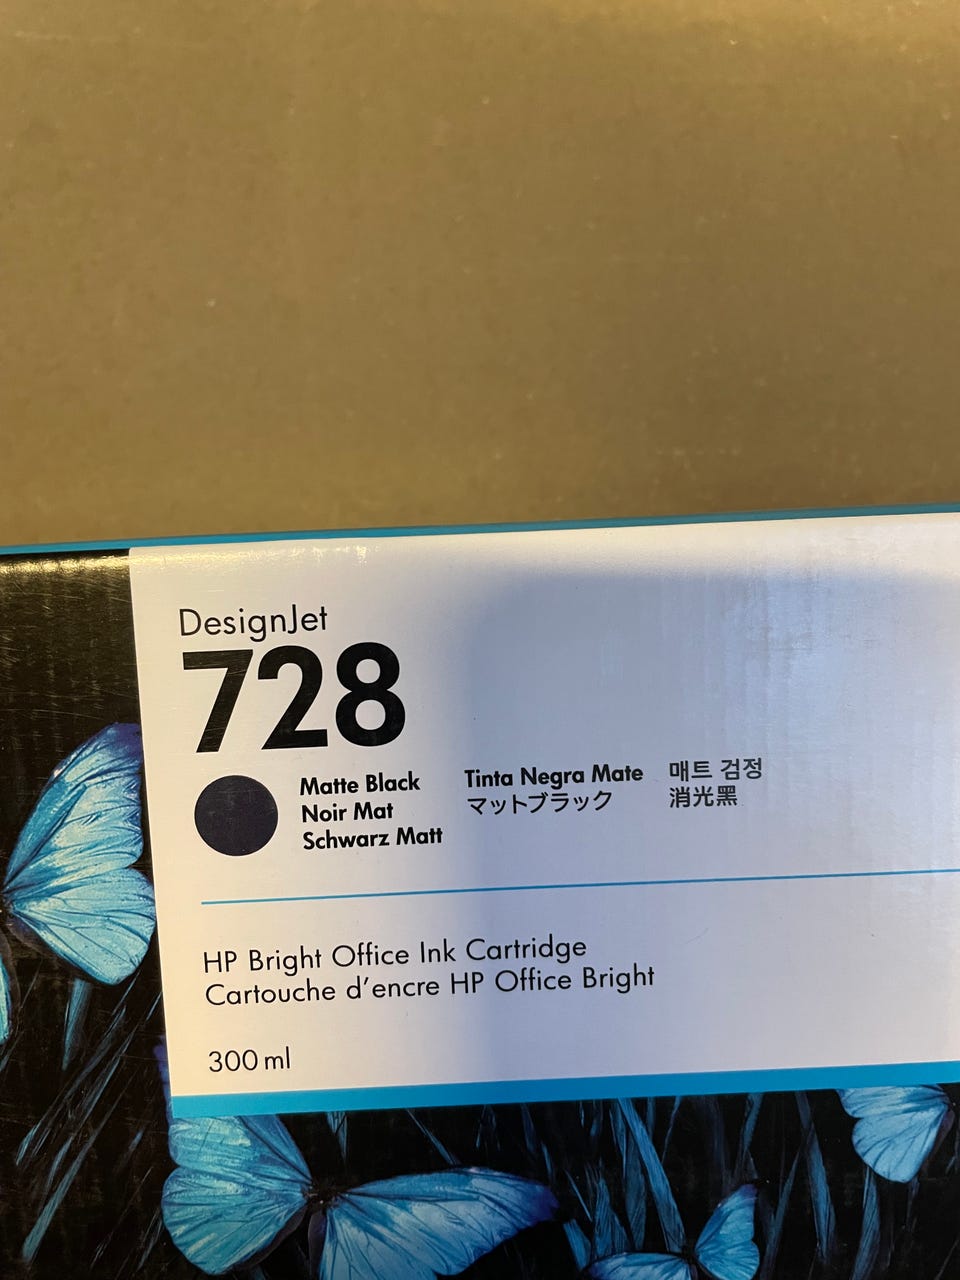 DesignJet
728
Matte Black
Noir Mat
Schwarz Matt
Tinta Negra Mate
マットブラック
매트 검정
消光黑
HP Bright Office Ink Cartridge
Cartouche d'encre HP Office Bright
300 ml